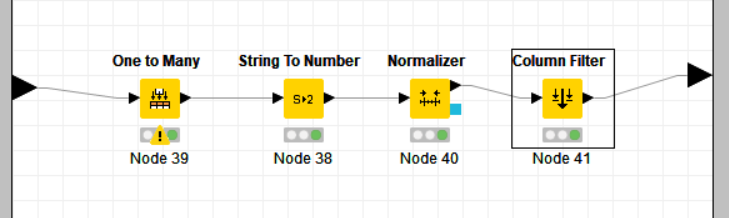 One to Many
String To Number
Normalizer
Column Filter
S 2
!
Node 39
Node 38
Node 40
Node 41